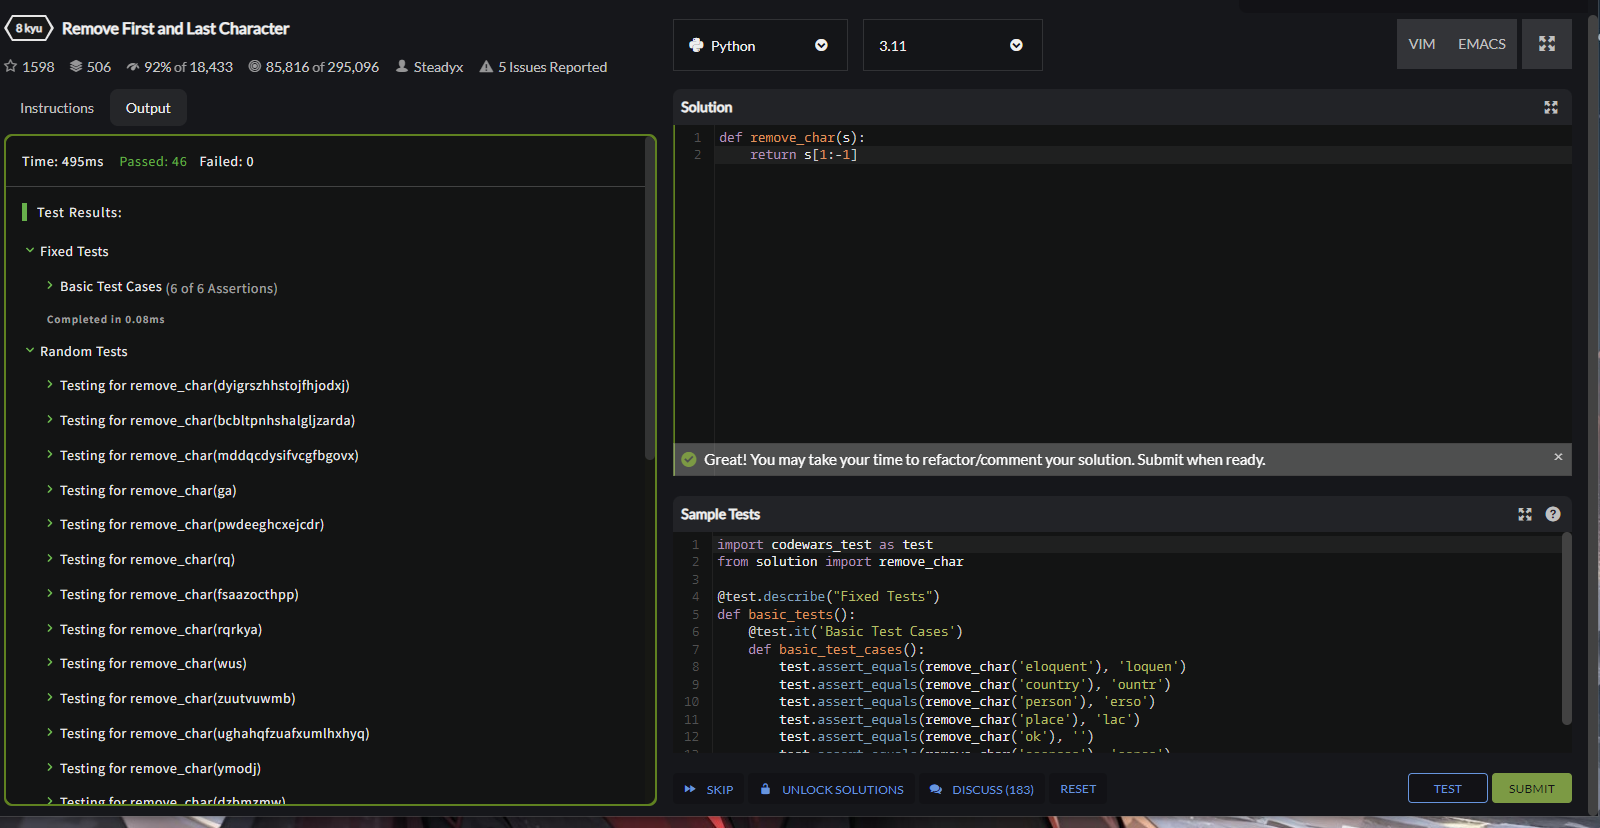 8 kyu Remove First and Last Character
1598 506 92% of 18,433 85,816 of 295,096 Steadyx 5 Issues Reported
Instructions Output
Time: 495ms Passed: 46 Failed: 0
Test Results:
Fixed Tests
Basic Test Cases (6 of 6 Assertions)
Completed in 0.08ms
Random Tests
Testing for remove_char(dyigrszhhstojfhjodxj)
Testing for remove_char(bcbltpnhshalgljzarda)
Testing for remove_char(mddqcdysifvcgfbgovx)
Testing for remove_char(ga)
Testing for remove_char(pwdeeghcxejcdr)
Testing for remove_char(rq)
Testing for remove_char(fsaazocthpp)
Testing for remove_char(rqrkya)
Testing for remove_char(wus)
Testing for remove_char(zuutvuwmb)
Testing for remove_char(ughahqfzuafxumlhxhyq)
Testing for remove_char(ymodj)
Testing for remove_char(dzbmzmw)
Python 3.11 VIM EMACS
Solution
1 def remove_char(s):
2 return s[1:-1]
Great! You may take your time to refactor/comment your solution. Submit when ready.
Sample Tests
1 import codewars_test as test
2 from solution import remove_char
3
4 @test.describe("Fixed Tests")
5 def basic_tests():
6 @test.it('Basic Test Cases')
7 def basic_test_cases():
8 test.assert_equals(remove_char('eloquent'), 'loquen')
9 test.assert_equals(remove_char('country'), 'ountr')
10 test.assert_equals(remove_char('person'), 'erso')
11 test.assert_equals(remove_char('place'), 'lac')
12 test.assert_equals(remove_char('ok'), '')
SKIP UNLOCK SOLUTIONS DISCUSS (183) RESET TEST SUBMIT